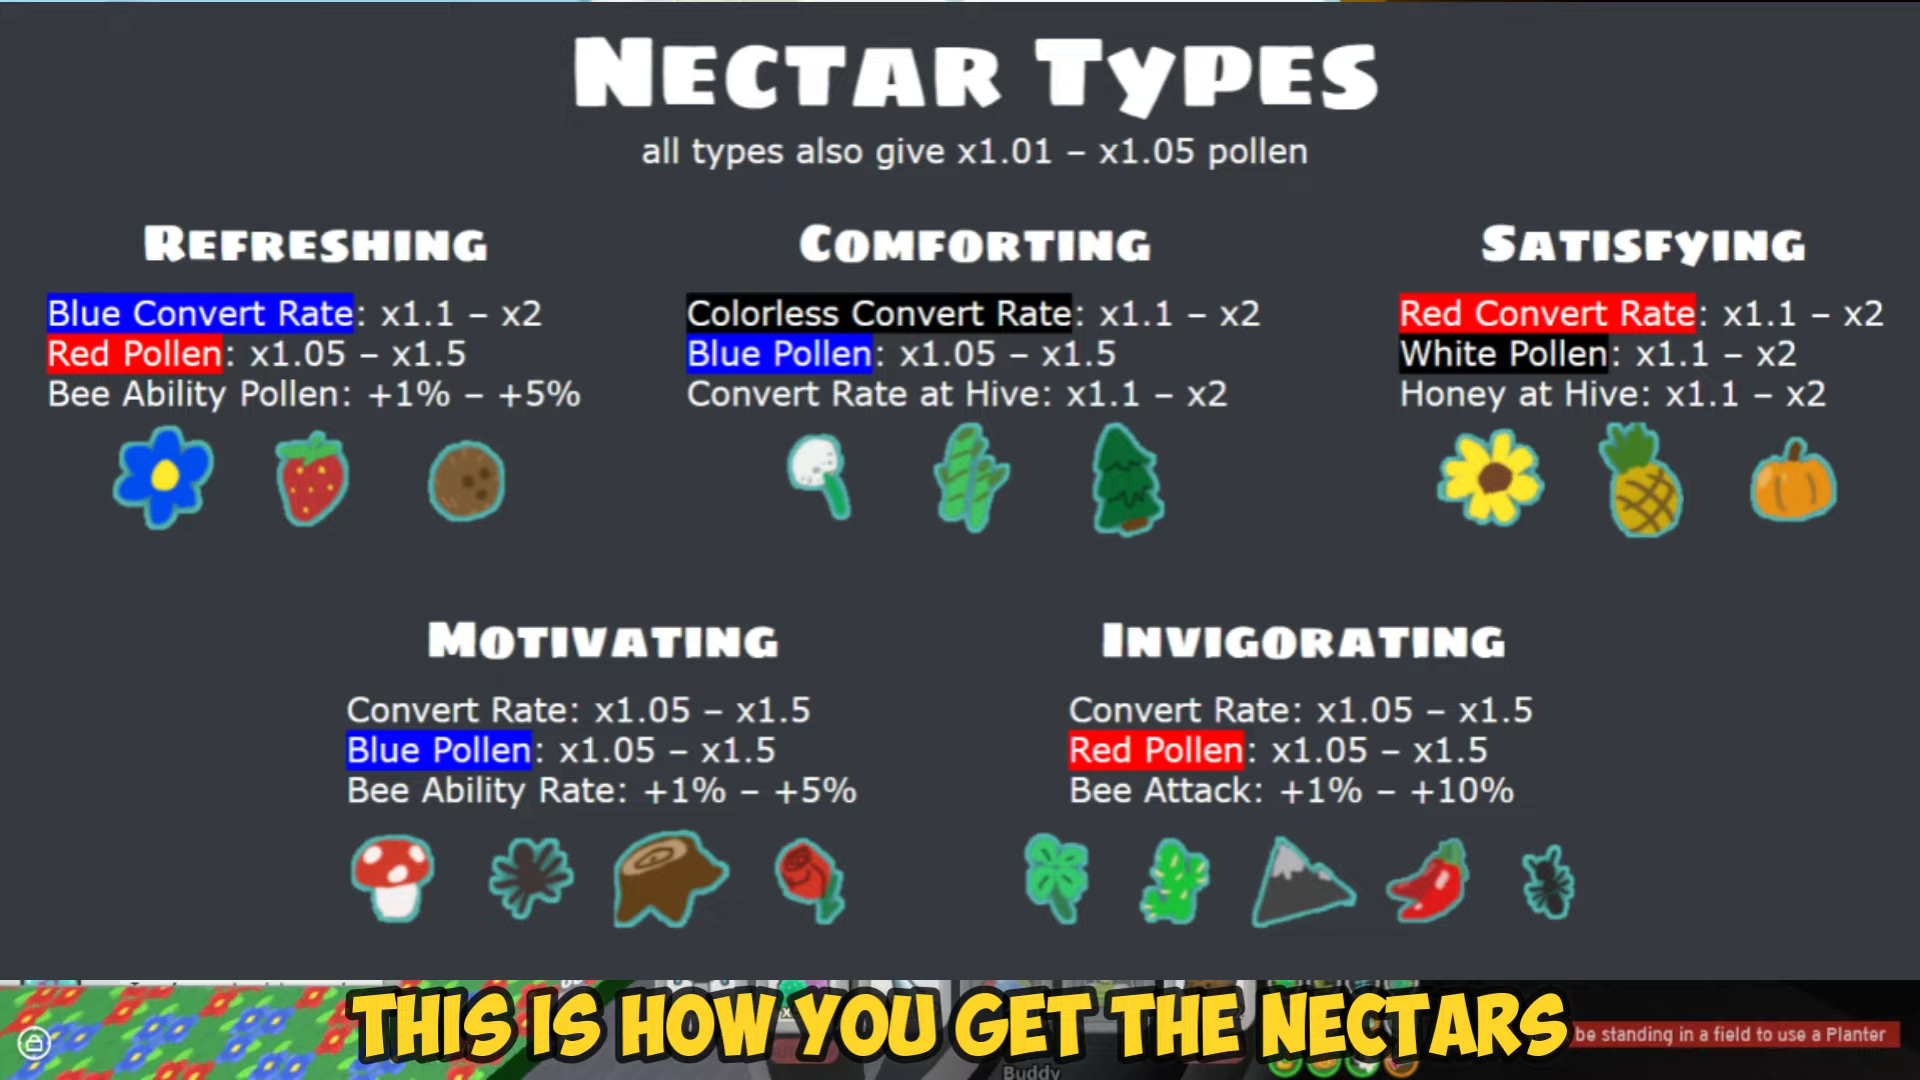 NECTAR TYPES
all types also give x1.01 – x1.05 pollen
REFRESHING
Blue Convert Rate: x1.1 – x2
Red Pollen: x1.05 – x1.5
Bee Ability Pollen: +1% – +5%
COMFORTING
Colorless Convert Rate: x1.1 – x2
Blue Pollen: x1.05 – x1.5
Convert Rate at Hive: x1.1 – x2
SATISFYING
Red Convert Rate: x1.1 – x2
White Pollen: x1.1 – x2
Honey at Hive: x1.1 – x2
MOTIVATING
Convert Rate: x1.05 – x1.5
Blue Pollen: x1.05 – x1.5
Bee Ability Rate: +1% – +5%
INVIGORATING
Convert Rate: x1.05 – x1.5
Red Pollen: x1.05 – x1.5
Bee Attack: +1% – +10%
THIS IS HOW YOU GET THE NECTARS
be standing in a field to use a Planter
Buddy